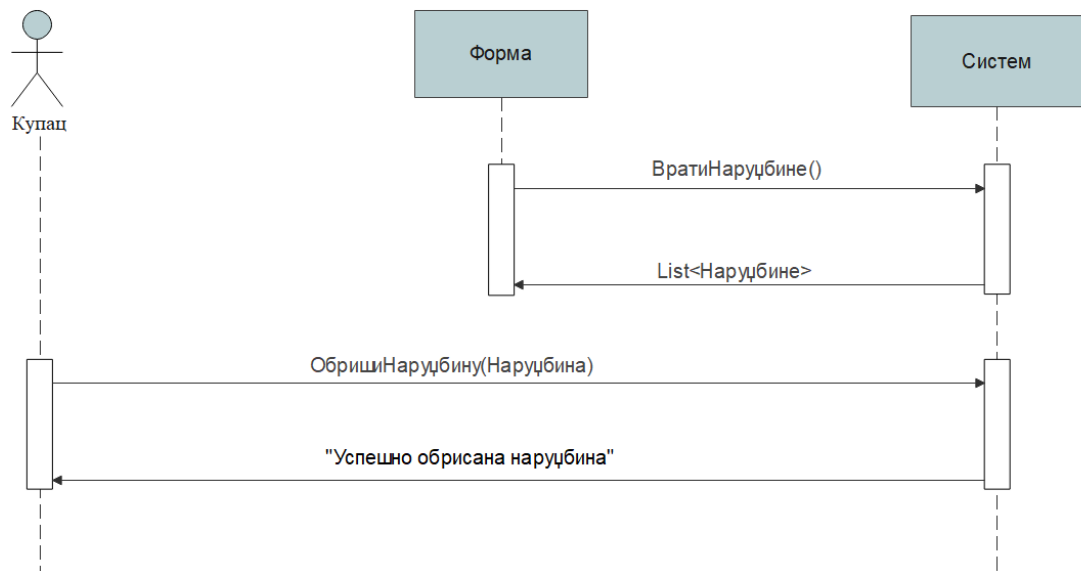 Форма
Систем
Купац
ВратиНаруџбине()
List<Наруџбине>
ОбришиНаруџбину(Наруџбина)
"Успешно обрисана наруџбина"